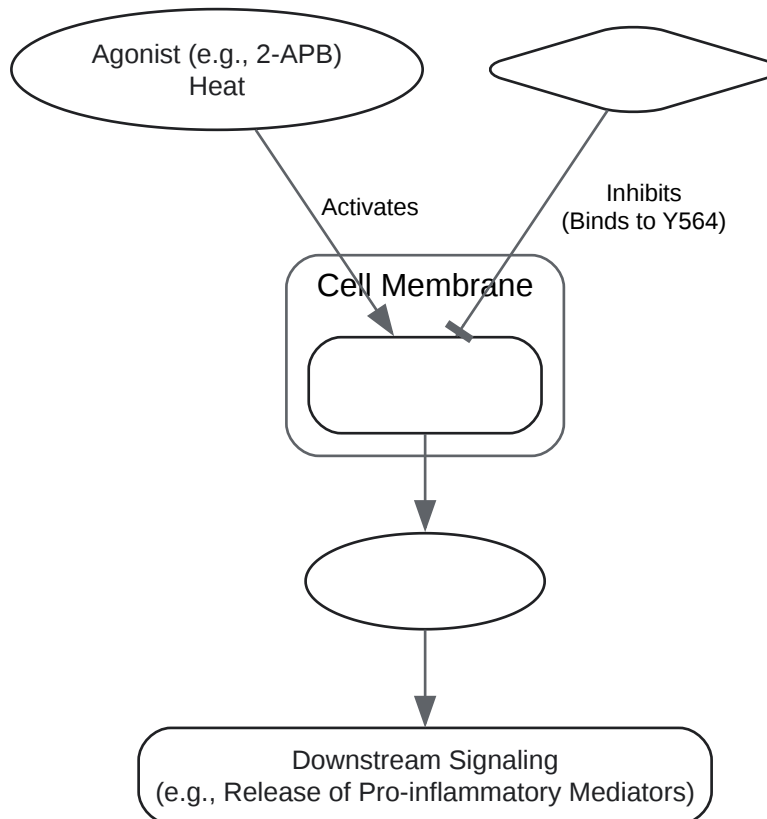 Agonist (e.g., 2-APB)
Heat
Activates
Inhibits
(Binds to Y564)
Cell Membrane
Downstream Signaling
(e.g., Release of Pro-inflammatory Mediators)